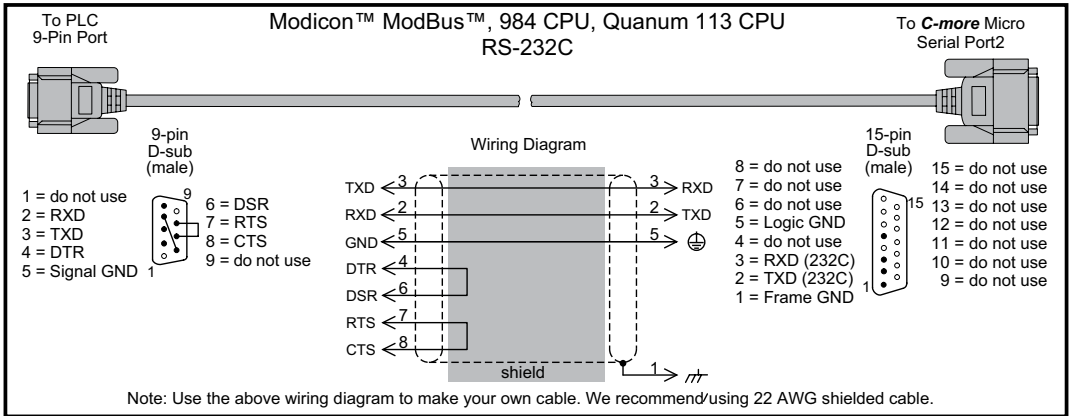 To PLC
9-Pin Port
Modicon™ ModBus™, 984 CPU, Quanum 113 CPU
RS-232C
To C-more Micro
Serial Port2
9-pin
D-sub
(male)
1 = do not use
2 = RXD
3 = TXD
4 = DTR
5 = Signal GND
9
1
6 = DSR
7 = RTS
8 = CTS
9 = do not use
Wiring Diagram
TXD 3 3 RXD
RXD 2 2 TXD
GND 5 5
DTR 4
DSR 6
RTS 7
CTS 8
shield
1
15-pin
D-sub
(male)
8 = do not use
7 = do not use
6 = do not use
5 = Logic GND
4 = do not use
3 = RXD (232C)
2 = TXD (232C)
1 = Frame GND
15
1
15 = do not use
14 = do not use
13 = do not use
12 = do not use
11 = do not use
10 = do not use
9 = do not use
Note: Use the above wiring diagram to make your own cable. We recommend using 22 AWG shielded cable.